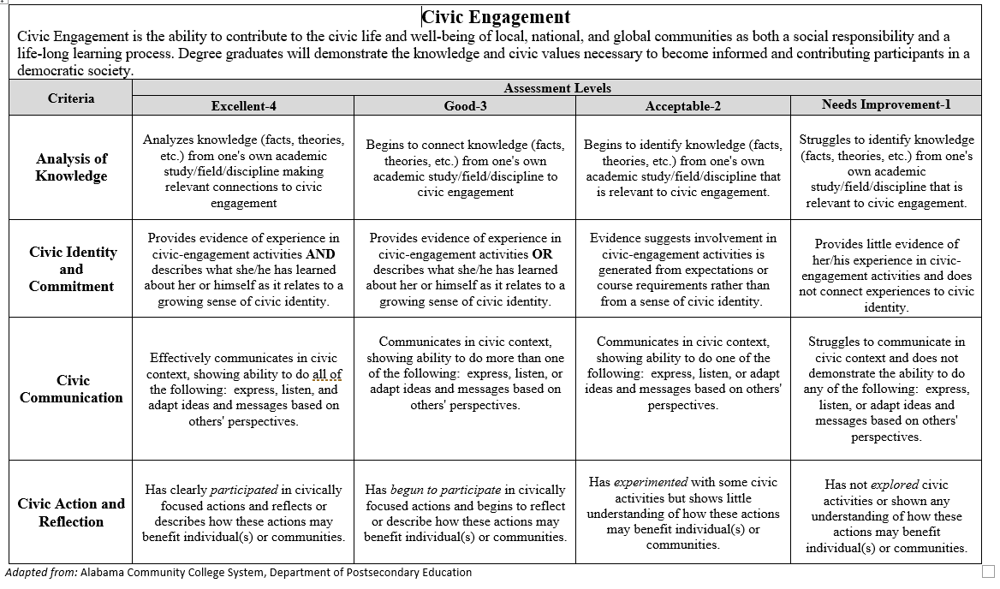 Civic Engagement
Civic Engagement is the ability to contribute to the civic life and well-being of local, national, and global communities as both a social responsibility and a
life-long learning process. Degree graduates will demonstrate the knowledge and civic values necessary to become informed and contributing participants in a
democratic society.
Criteria
Assessment Levels
Excellent-4
Good-3
Acceptable-2
Needs Improvement-1
Analysis of
Knowledge
Analyzes knowledge (facts, theories,
etc.) from one's own academic
study/field/discipline making
relevant connections to civic
engagement
Begins to connect knowledge (facts,
theories, etc.) from one's own
academic study/field/discipline to
civic engagement
Begins to identify knowledge (facts,
theories, etc.) from one's own
academic study/field/discipline that
is relevant to civic engagement.
Struggles to identify knowledge
(facts, theories, etc.) from one's
own academic
study/field/discipline that is
relevant to civic engagement.
Civic Identity
and
Commitment
Provides evidence of experience in
civic-engagement activities AND
describes what she/he has learned
about her or himself as it relates to a
growing sense of civic identity.
Provides evidence of experience in
civic-engagement activities OR
describes what she/he has learned
about her or himself as it relates to a
growing sense of civic identity.
Evidence suggests involvement in
civic-engagement activities is
generated from expectations or
course requirements rather than
from a sense of civic identity.
Provides little evidence of
her/his experience in civic-
engagement activities and does
not connect experiences to civic
identity.
Civic
Communication
Effectively communicates in civic
context, showing ability to do all of
the following:  express, listen, and
adapt ideas and messages based on
others' perspectives.
Communicates in civic context,
showing ability to do more than one
of the following:  express, listen, or
adapt ideas and messages based on
others' perspectives.
Communicates in civic context,
showing ability to do one of the
following:  express, listen, or adapt
ideas and messages based on others'
perspectives.
Struggles to communicate in
civic context and does not
demonstrate the ability to do
any of the following:  express,
listen, or adapt ideas and
messages based on others'
perspectives.
Civic Action and
Reflection
Has clearly participated in civically
focused actions and reflects or
describes how these actions may
benefit individual(s) or communities.
Has begun to participate in civically
focused actions and begins to reflect
or describe how these actions may
benefit individual(s) or communities.
Has experimented with some civic
activities but shows little
understanding of how these actions
may benefit individual(s) or
communities.
Has not explored civic
activities or shown any
understanding of how these
actions may benefit
individual(s) or communities.
Adapted from: Alabama Community College System, Department of Postsecondary Education